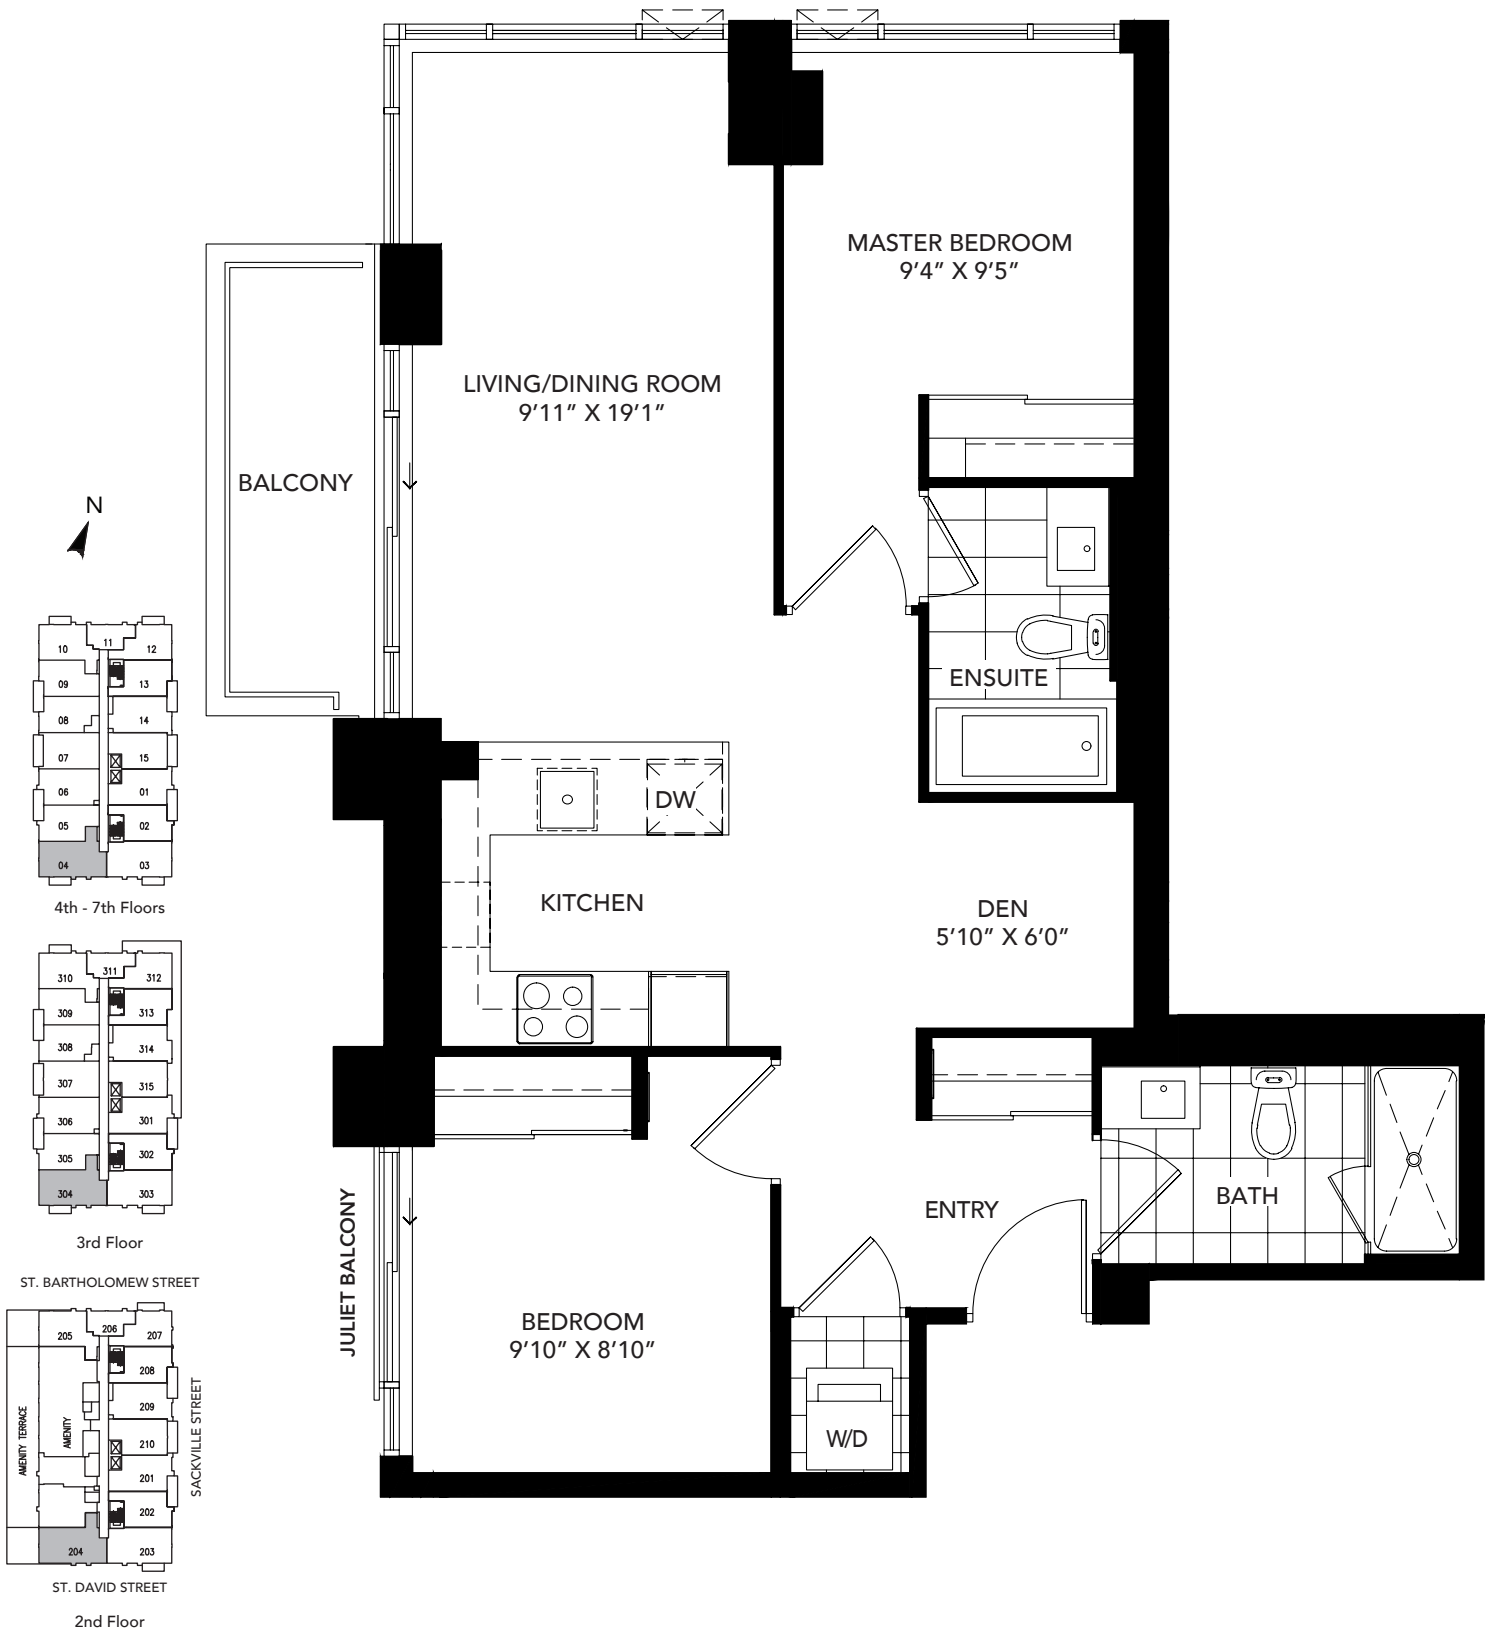 MASTER BEDROOM
9'4" X 9'5"
LIVING/DINING ROOM
9'11" X 19'1"
BALCONY
ENSUITE
DW
KITCHEN
DEN
5'10" X 6'0"
JULIET BALCONY
BATH
ENTRY
BEDROOM
9'10" X 8'10"
W/D
N
10
11
12
09
13
08
14
07
15
06
01
05
02
04
03
4th - 7th Floors
310
311
312
309
313
308
314
307
315
306
301
305
302
304
303
3rd Floor
ST. BARTHOLOMEW STREET
205
206
207
208
209
210
201
202
204
203
AMENITY TERRACE
AMENITY
SACKVILLE STREET
ST. DAVID STREET
2nd Floor